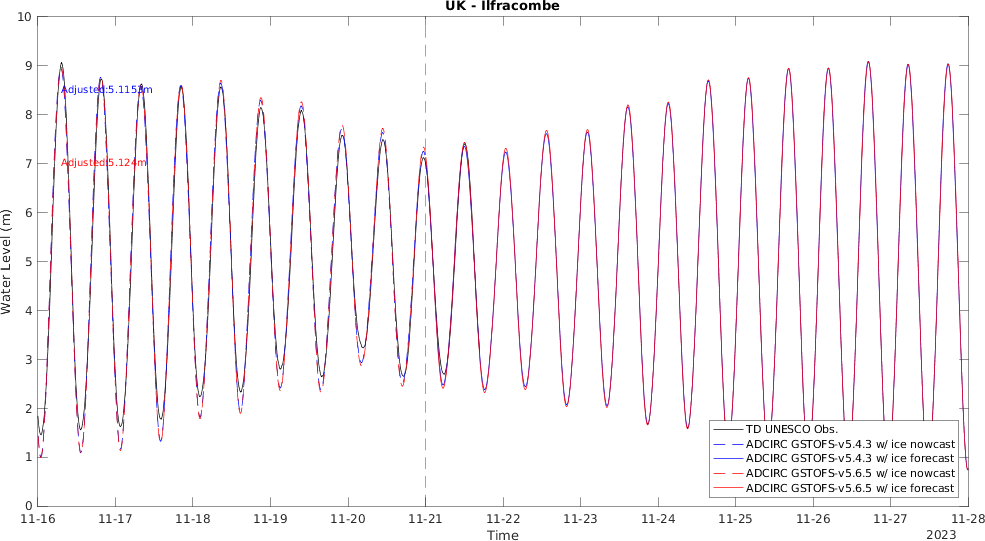 UK - Ilfracombe
10
9
8
7
6
5
4
3
2
1
0
Water Level (m)
Adjusted:5.1153m
Adjusted:5.124m
TD UNESCO Obs.
ADCIRC GSTOFS-v5.4.3 w/ ice nowcast
ADCIRC GSTOFS-v5.4.3 w/ ice forecast
ADCIRC GSTOFS-v5.6.5 w/ ice nowcast
ADCIRC GSTOFS-v5.6.5 w/ ice forecast
11-16 11-17 11-18 11-19 11-20 11-21 11-22 11-23 11-24 11-25 11-26 11-27 11-28
Time
2023